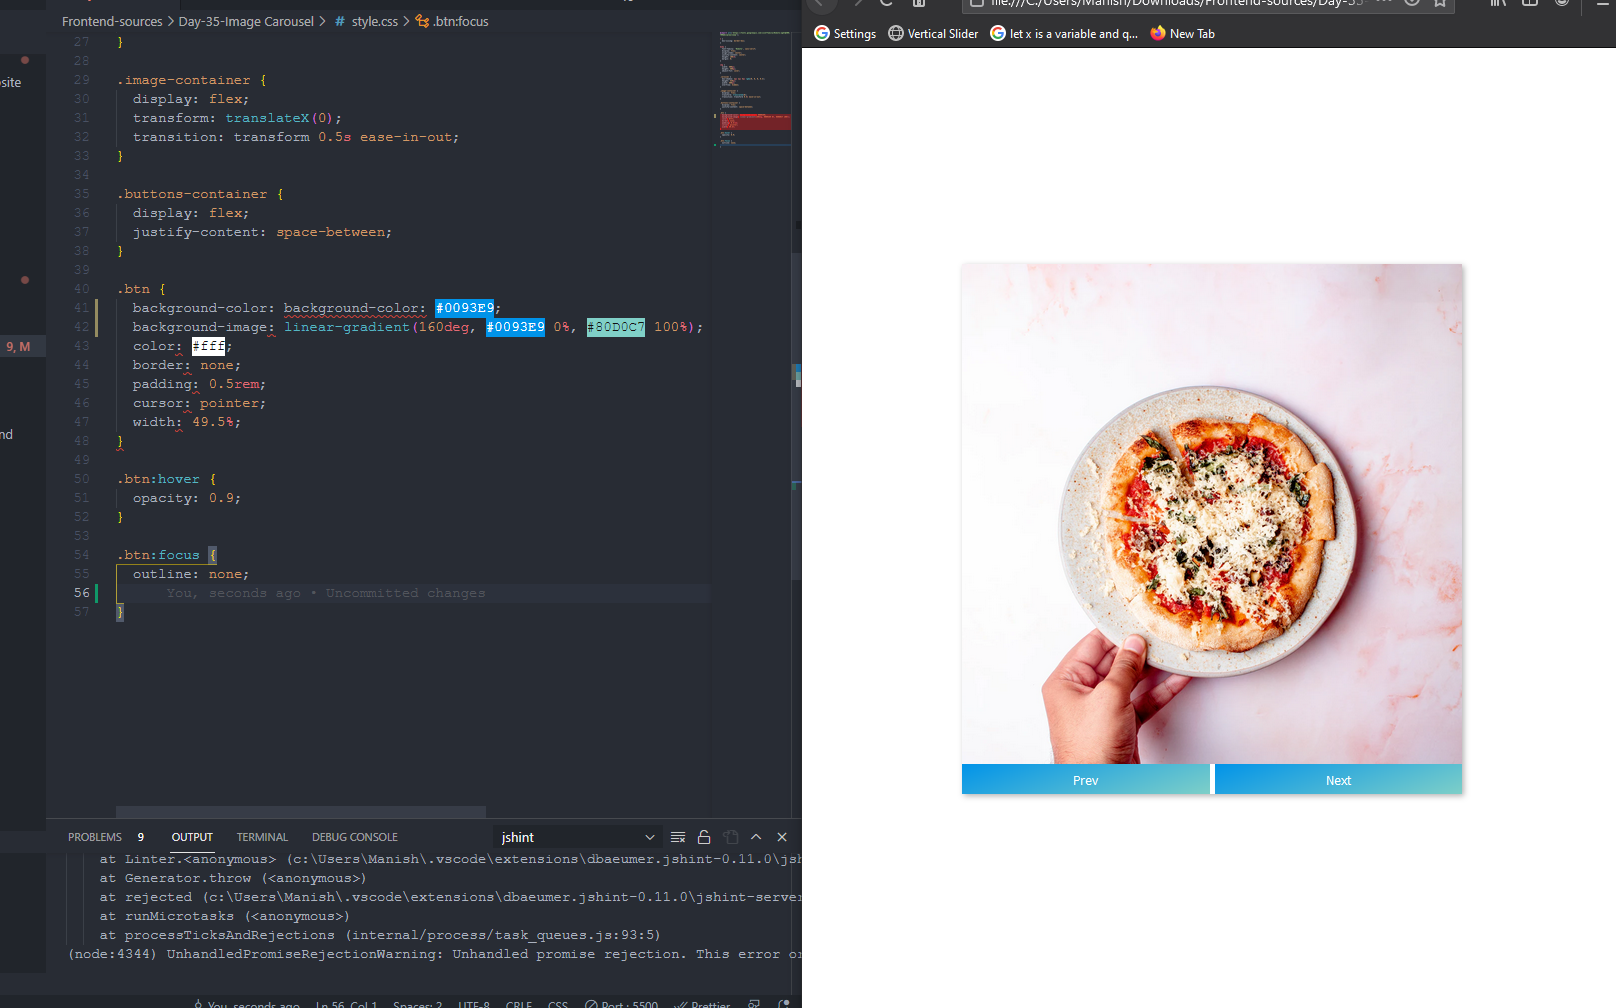 Frontend-sources > Day-35-Image Carousel > # style.css > .btn:focus
27 }
28
29 .image-container {
30 display: flex;
31 transform: translateX(0);
32 transition: transform 0.5s ease-in-out;
33 }
34
35 .buttons-container {
36 display: flex;
37 justify-content: space-between;
38 }
39
40 .btn {
41 background-color: background-color: #0093E9;
42 background-image: linear-gradient(160deg, #0093E9 0%, #80D0C7 100%);
43 color: #fff;
44 border: none;
45 padding: 0.5rem;
46 cursor: pointer;
47 width: 49.5%;
48 }
49
50 .btn:hover {
51 opacity: 0.9;
52 }
53
54 .btn:focus {
55 outline: none;
56 You, seconds ago • Uncommitted changes
57 }
site
9, M
nd
PROBLEMS 9 OUTPUT TERMINAL DEBUG CONSOLE jshint
at Linter.<anonymous> (c:\Users\Manish\.vscode\extensions\dbaeumer.jshint-0.11.0\jsh
at Generator.throw (<anonymous>)
at rejected (c:\Users\Manish\.vscode\extensions\dbaeumer.jshint-0.11.0\jshint-server
at runMicrotasks (<anonymous>)
at processTicksAndRejections (internal/process/task_queues.js:93:5)
(node:4344) UnhandledPromiseRejectionWarning: Unhandled promise rejection. This error or
You, seconds ago Ln 56, Col 1 Spaces: 2 UTF-8 CRLF CSS Port : 5500 Prettier
file:///C:/Users/Manish/Downloads/Frontend-sources/Day-35-
Settings Vertical Slider let x is a variable and q... New Tab
Prev Next